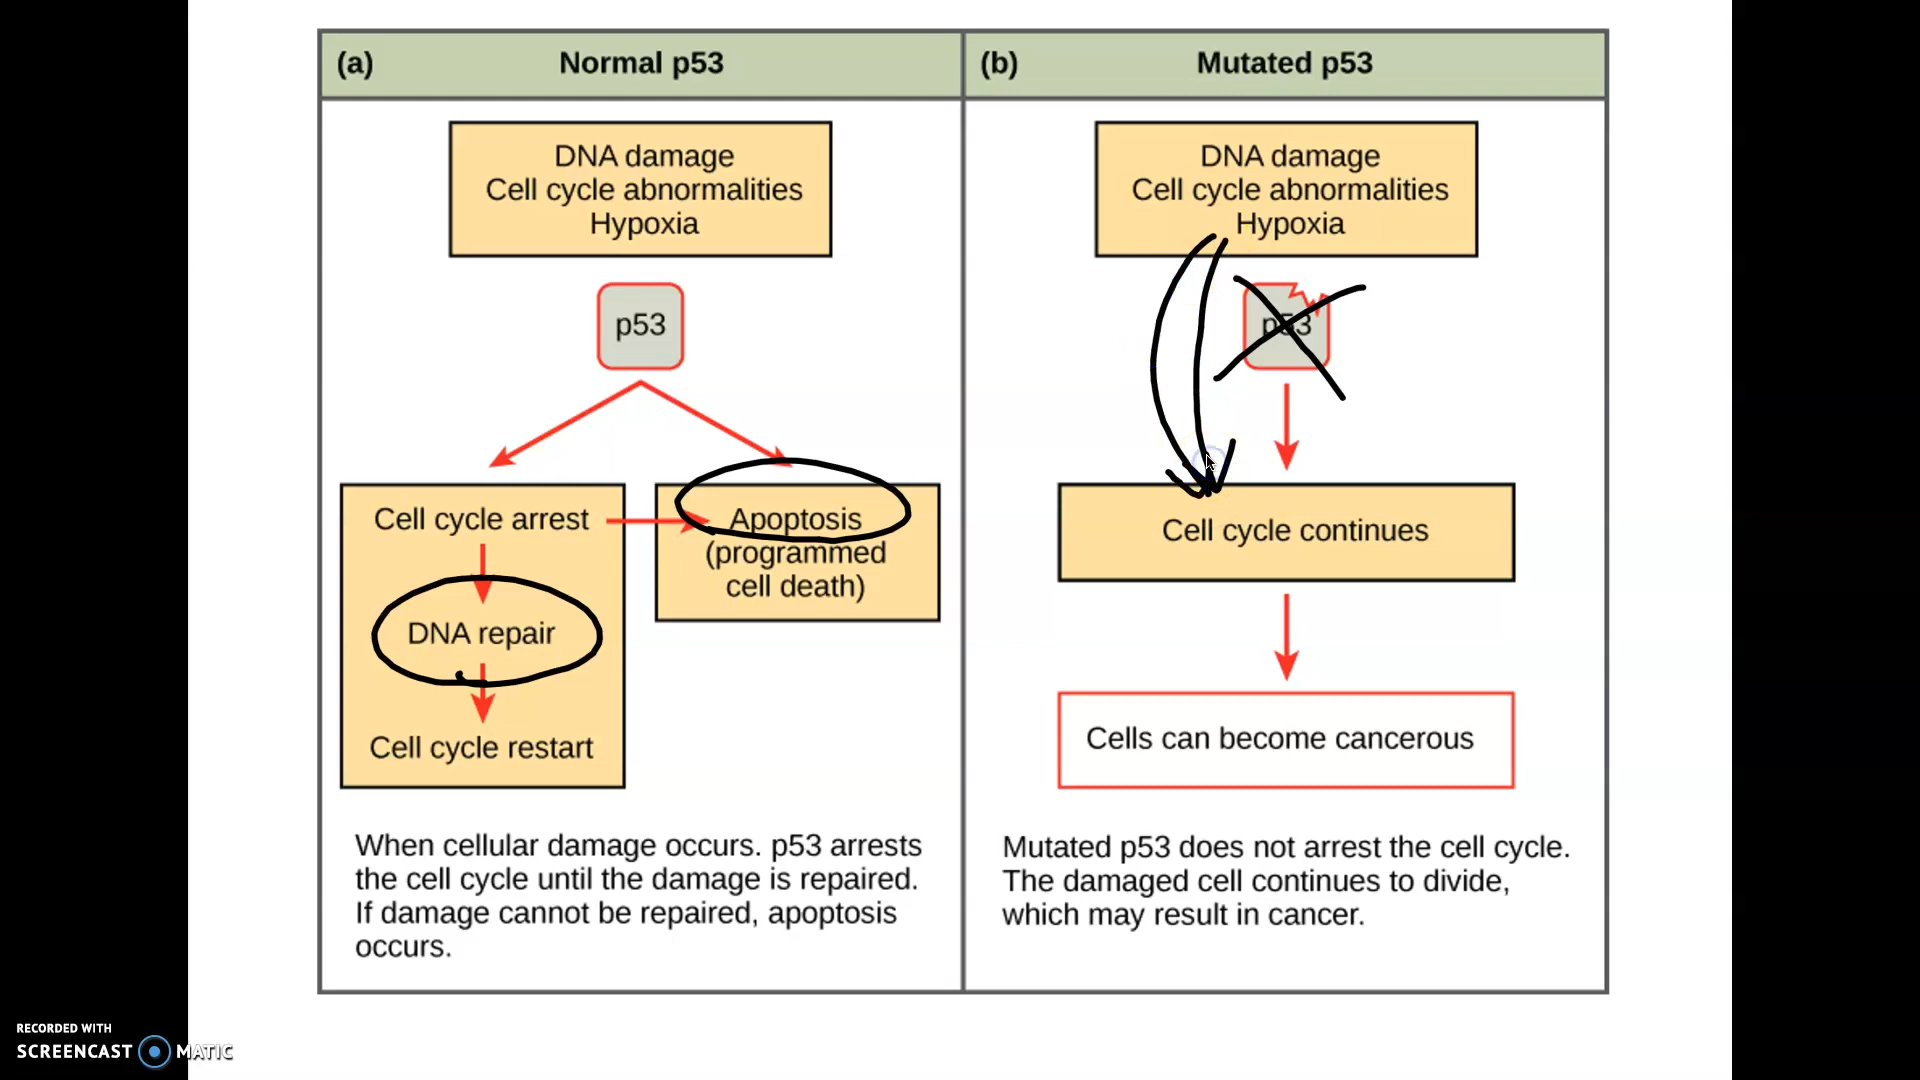 (a) Normal p53
DNA damage
Cell cycle abnormalities
Hypoxia
p53
Cell cycle arrest
DNA repair
Cell cycle restart
Apoptosis
(programmed
cell death)
When cellular damage occurs. p53 arrests
the cell cycle until the damage is repaired.
If damage cannot be repaired, apoptosis
occurs.
(b) Mutated p53
DNA damage
Cell cycle abnormalities
Hypoxia
p53
Cell cycle continues
Cells can become cancerous
Mutated p53 does not arrest the cell cycle.
The damaged cell continues to divide,
which may result in cancer.
RECORDED WITH
SCREENCAST MATIC